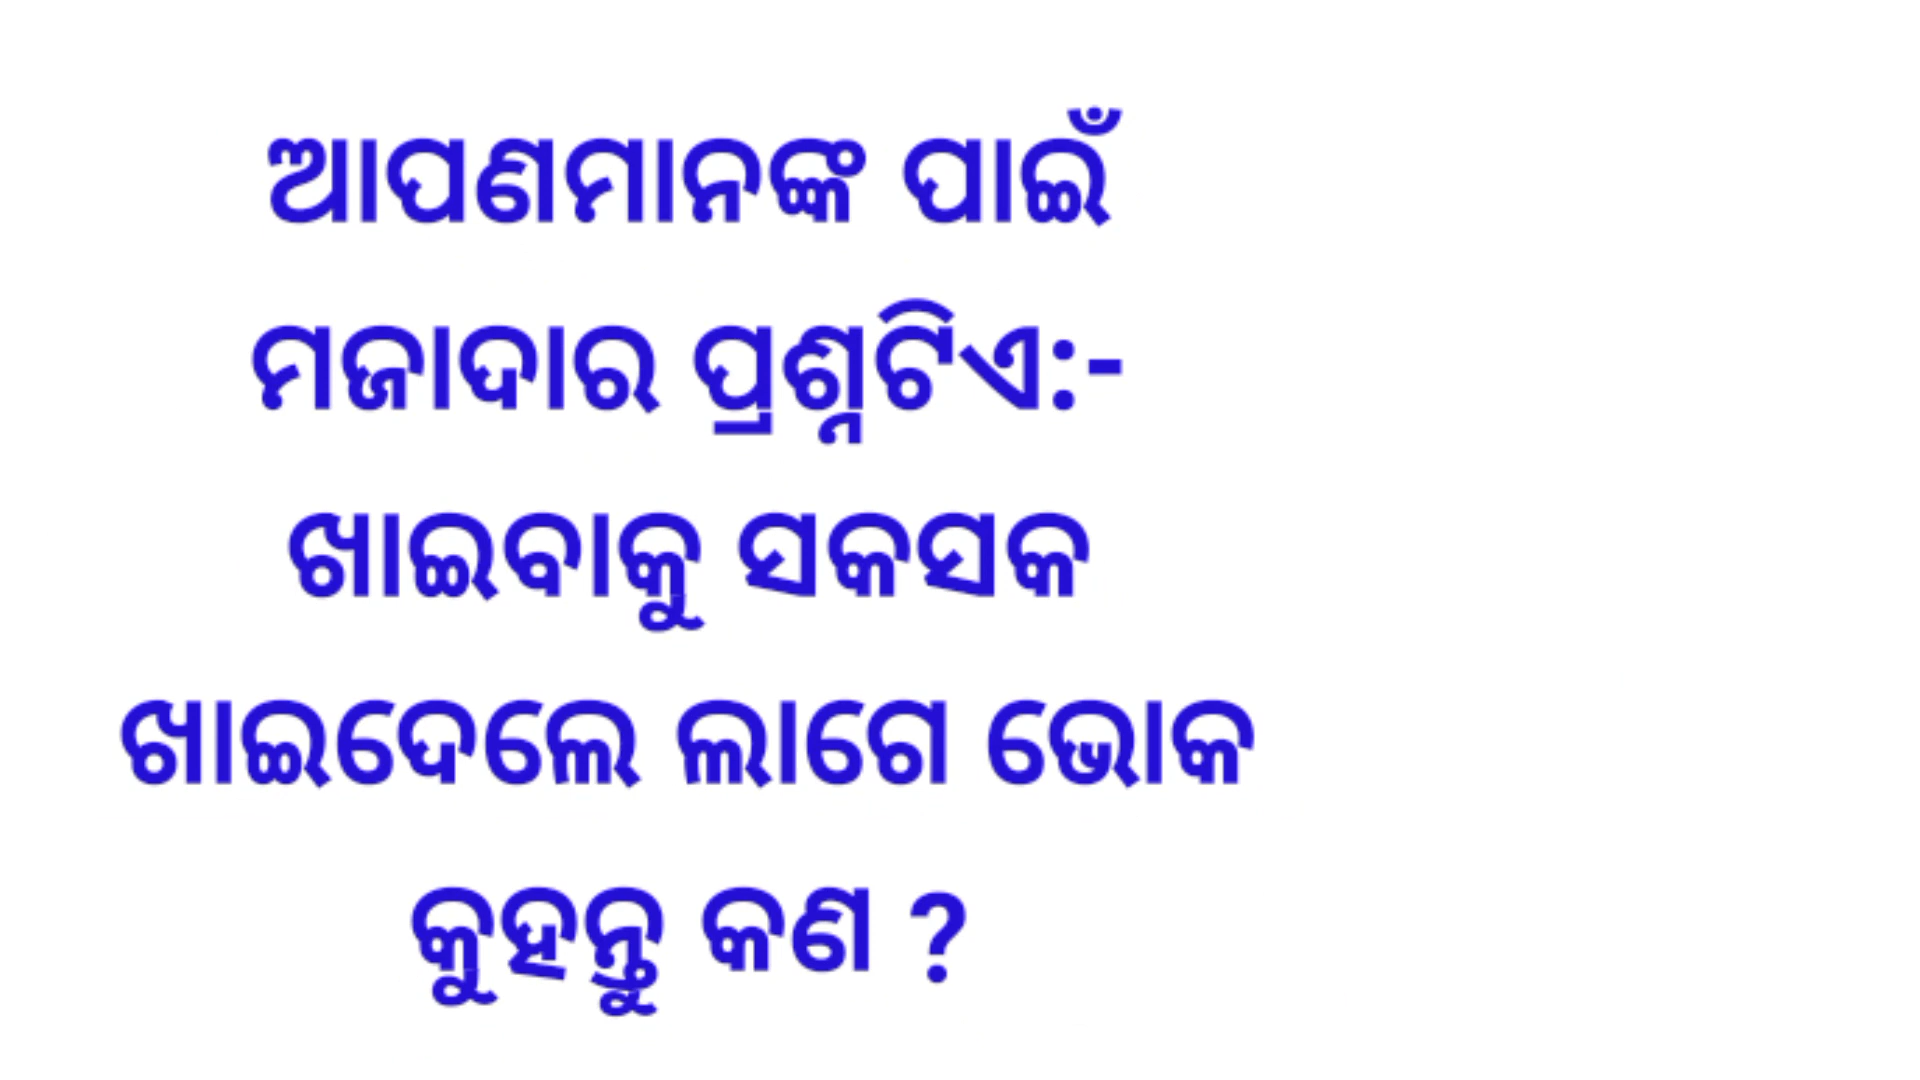 ଆପଣମାନଙ୍କ ପାଇଁ
ମଜାଦାର ପ୍ରଶ୍ନଟିଏ:-
ଖାଇବାକୁ ସକସକ
ଖାଇଦେଲେ ଲାଗେ ଭୋକ
କୁହନ୍ତୁ କଣ ?